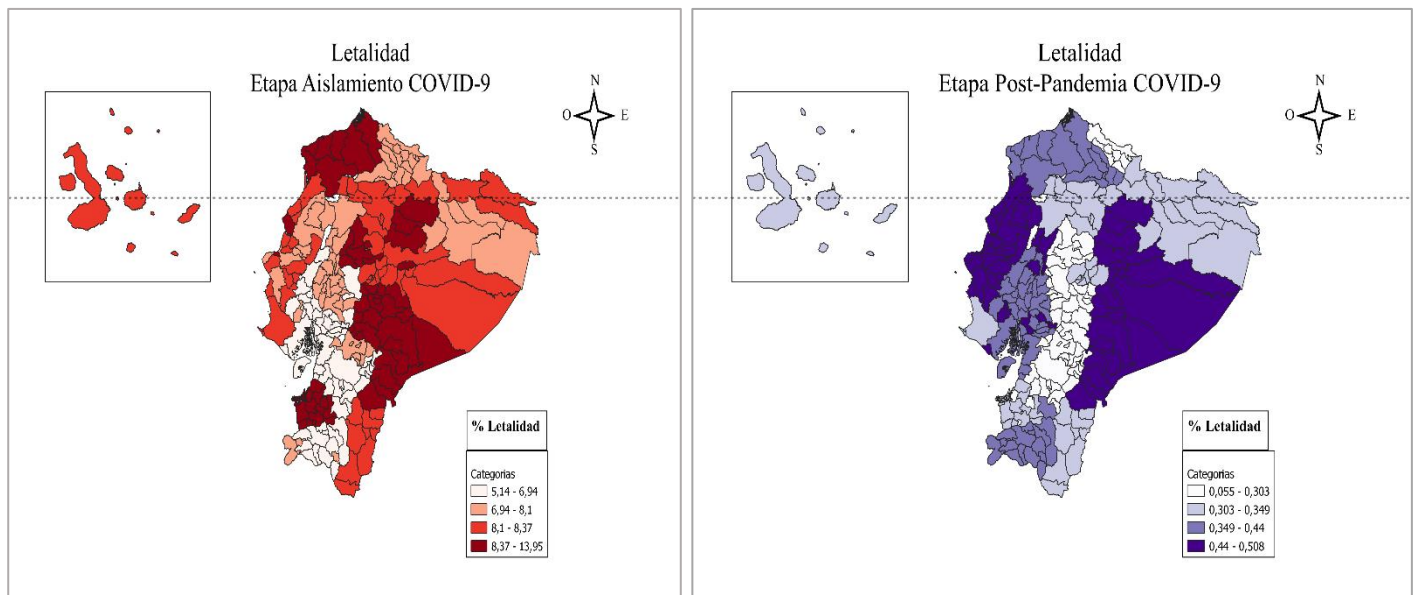 Letalidad
Etapa Aislamiento COVID-9
N
O
E
S
% Letalidad
Categorias
5,14 - 6,94
6,94 - 8,1
8,1 - 8,37
8,37 - 13,95
Letalidad
Etapa Post-Pandemia COVID-9
N
O
E
S
% Letalidad
Categorias
0,055 - 0,303
0,303 - 0,349
0,349 - 0,44
0,44 - 0,508